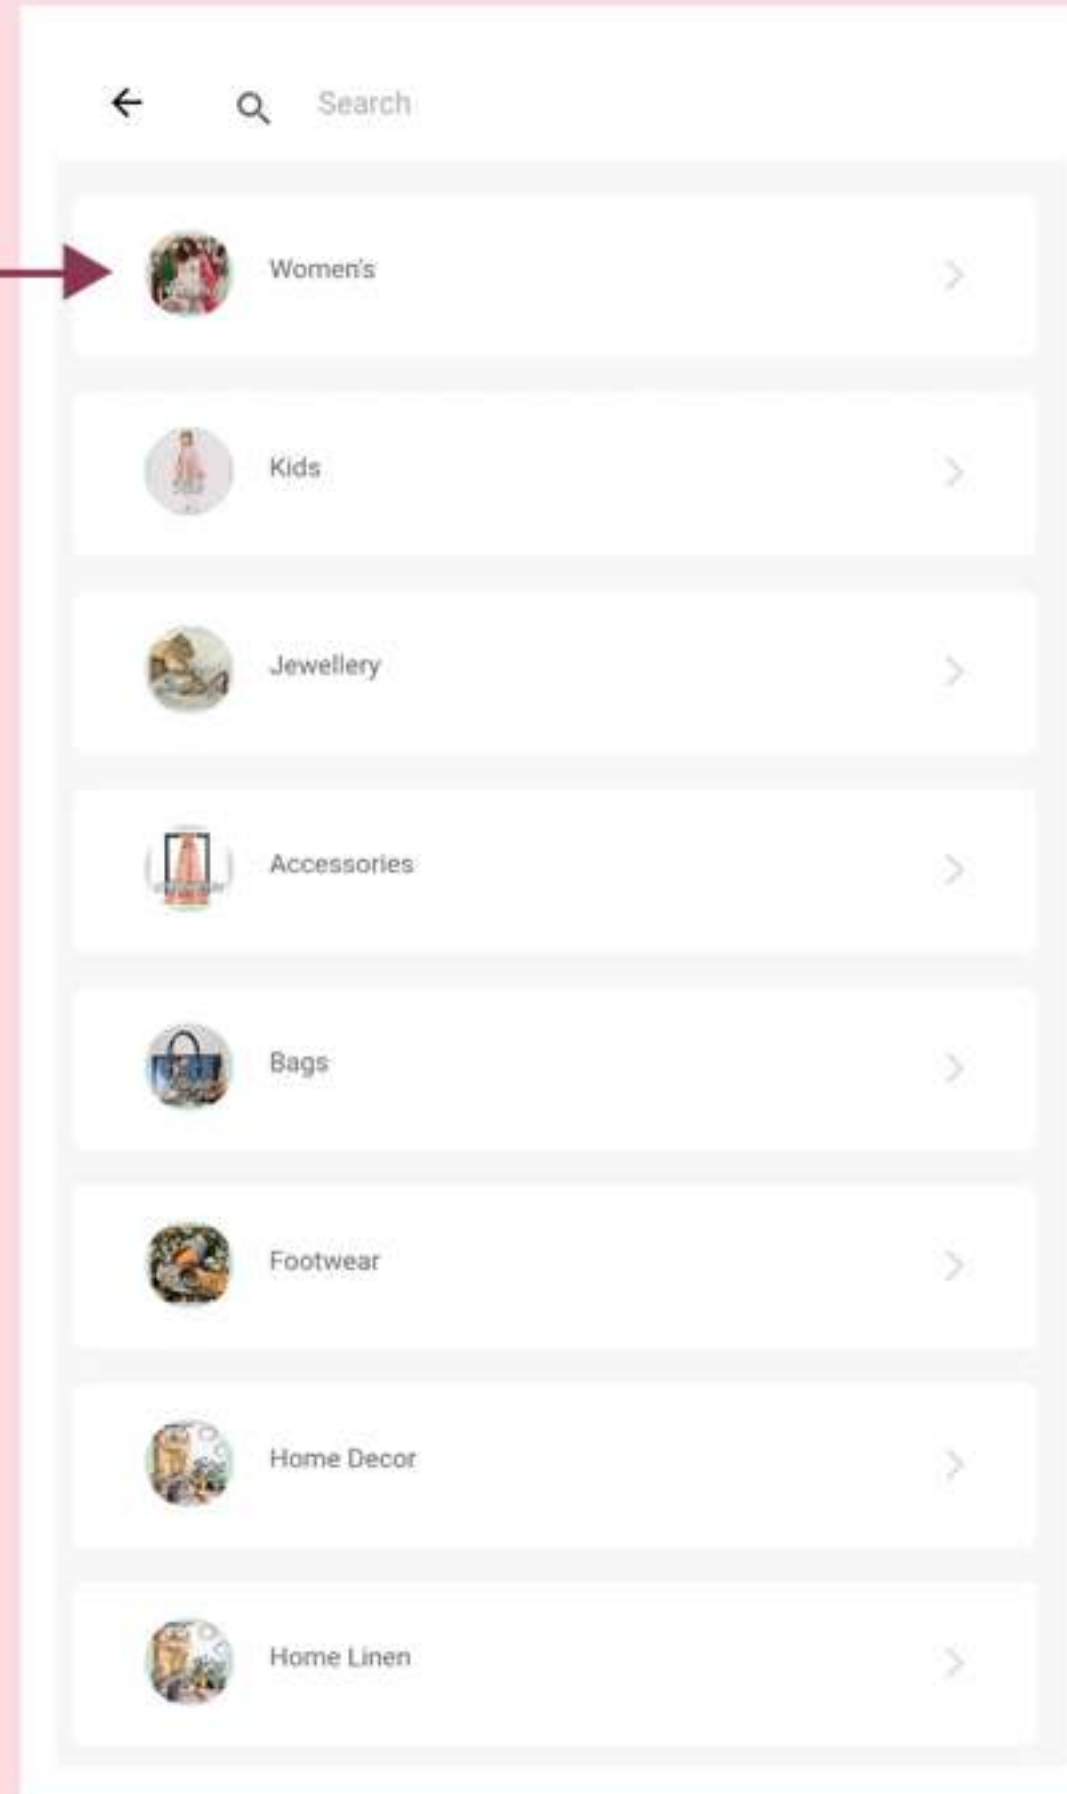 Search
Women's
Kids
Jewellery
Accessories
Bags
Footwear
Home Decor
Home Linen